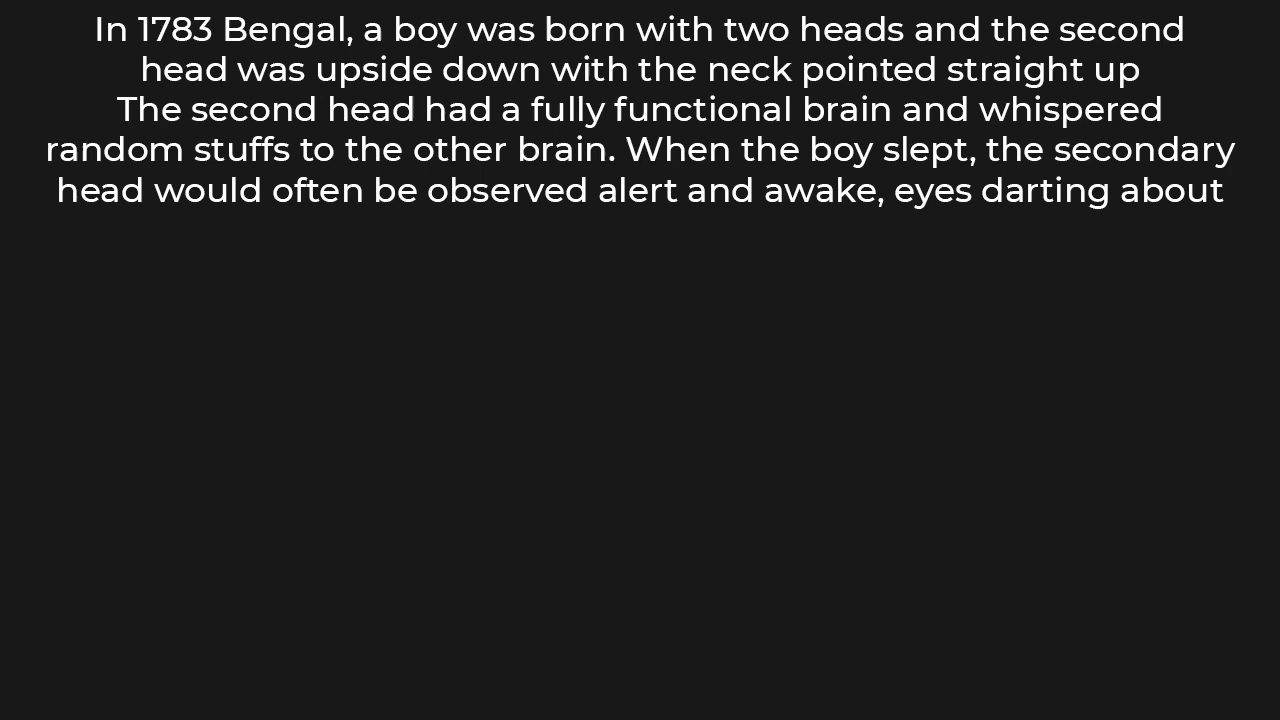 In 1783 Bengal, a boy was born with two heads and the second
head was upside down with the neck pointed straight up
The second head had a fully functional brain and whispered
random stuffs to the other brain. When the boy slept, the secondary
head would often be observed alert and awake, eyes darting about